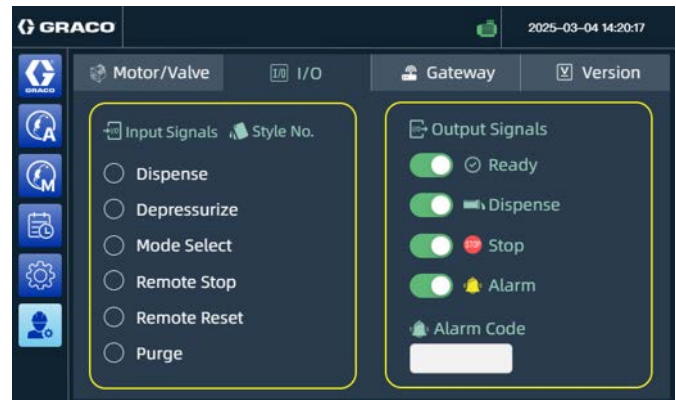 GRACO
2025-03-04 14:20:17
GRACO
A
M
Motor/Valve
I/O I/O
Gateway
V Version
I/O Input Signals Style No.
Dispense
Depressurize
Mode Select
Remote Stop
Remote Reset
Purge
Output Signals
Ready
Dispense
STOP Stop
Alarm
Alarm Code